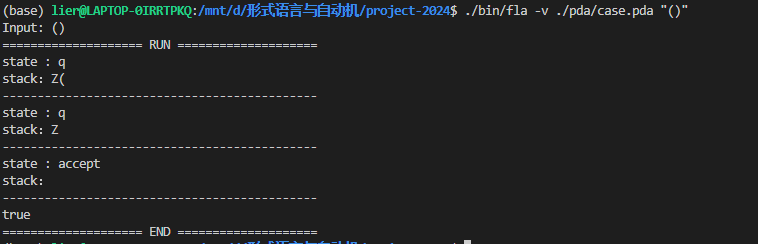 (base) lier@LAPTOP-0IRRTPKQ:/mnt/d/形式语言与自动机/project-2024$ ./bin/fla -v ./pda/case.pda "()"
Input: ()
==================== RUN ====================
state : q
stack: Z(
---------------------------------------------
state : q
stack: Z
---------------------------------------------
state : accept
stack:
---------------------------------------------
true
==================== END ====================